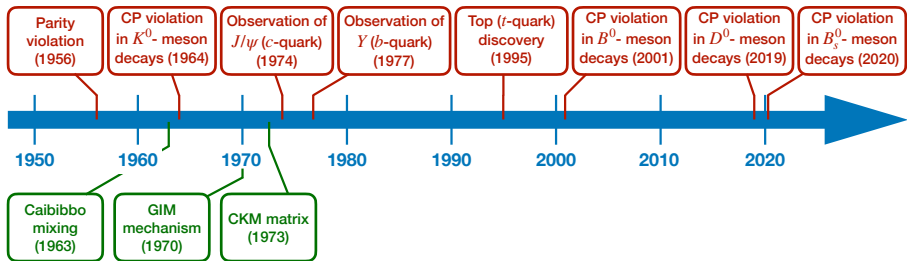 Parity
violation
(1956)
CP violation
in K⁰- meson
decays (1964)
Observation of
J/ψ (c-quark)
(1974)
Observation of
Υ (b-quark)
(1977)
Top (t-quark)
discovery
(1995)
CP violation
in B⁰- meson
decays (2001)
CP violation
in D⁰- meson
decays (2019)
CP violation
in Bₛ⁰- meson
decays (2020)
1950 1960 1970 1980 1990 2000 2010 2020
Caibibbo
mixing
(1963)
GIM
mechanism
(1970)
CKM matrix
(1973)